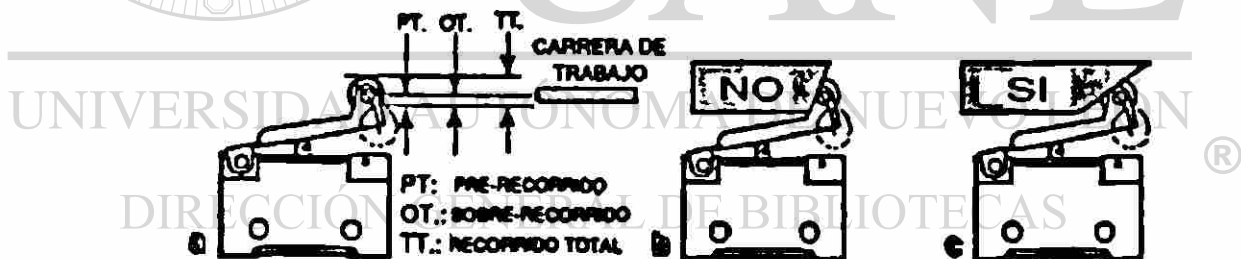 PT. OT. TT.
CARRERA DE
TRABAJO
NO
SI
UNIVERSIDAD AUTÓNOMA DE NUEVO LEÓN
®
PT: PRE-RECORRIDO
OT.: SOBRE-RECORRIDO
TT.: RECORRIDO TOTAL
DIRECCIÓN GENERAL DE BIBLIOTECAS
a
b
c